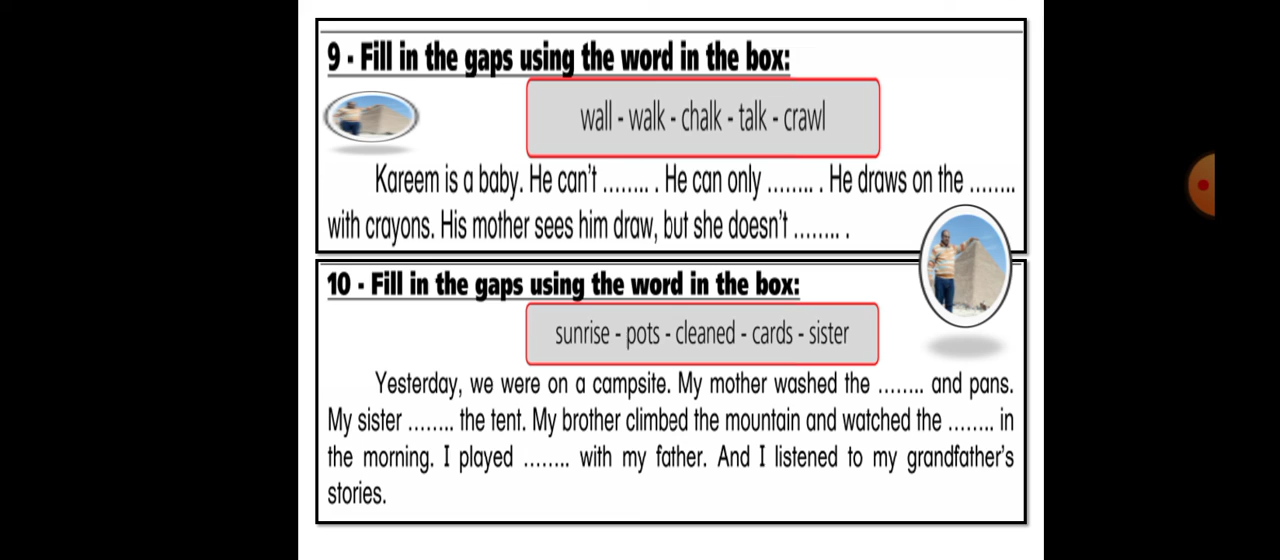 9 - Fill in the gaps using the word in the box:
wall - walk - chalk - talk - crawl
Kareem is a baby. He can't ........ . He can only ........ . He draws on the ........
with crayons. His mother sees him draw, but she doesn't ........ .
10 - Fill in the gaps using the word in the box:
sunrise - pots - cleaned - cards - sister
Yesterday, we were on a campsite. My mother washed the ........ and pans.
My sister ........ the tent. My brother climbed the mountain and watched the ........ in
the morning. I played ........ with my father. And I listened to my grandfather's
stories.